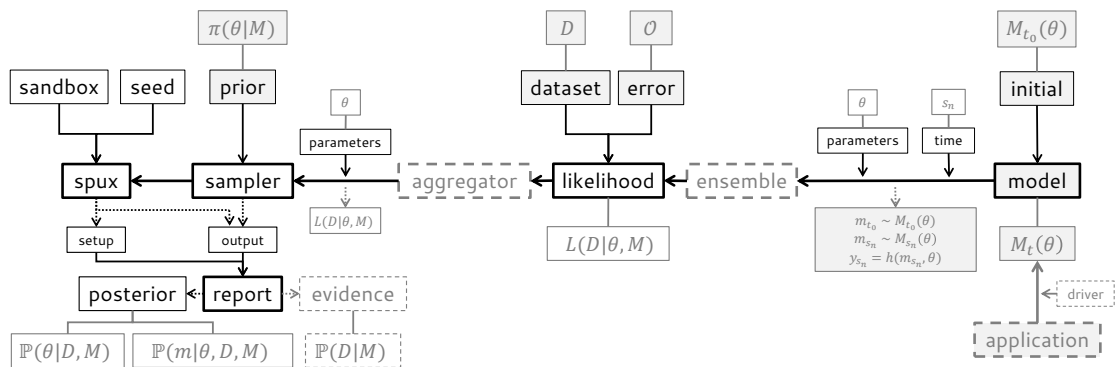 π(θ|M)
D
𝒪
M_{t_0}(θ)
sandbox
seed
prior
dataset
error
initial
θ
θ
s_n
parameters
parameters
time
spux
sampler
aggregator
likelihood
ensemble
model
setup
output
L(D|θ,M)
L(D|θ,M)
m_{t_0} ~ M_{t_0}(θ)
m_{s_n} ~ M_{s_n}(θ)
y_{s_n} = h(m_{s_n}, θ)
M_t(θ)
posterior
report
evidence
driver
ℙ(θ|D,M)
ℙ(m|θ,D,M)
ℙ(D|M)
application